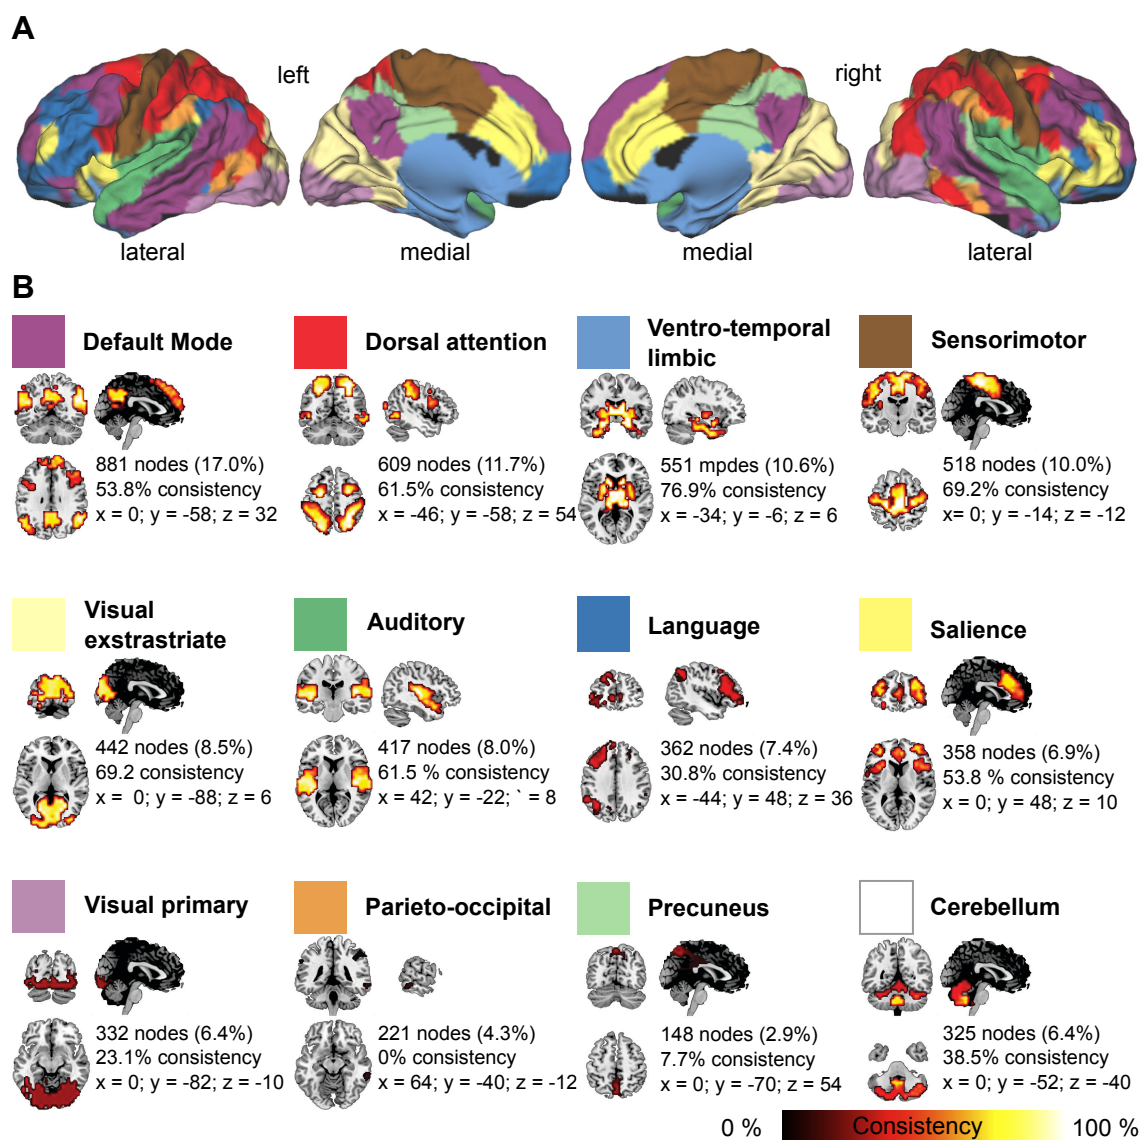 A
left
right
lateral
medial
medial
lateral
B
Default Mode
881 nodes (17.0%)
53.8% consistency
x = 0; y = -58; z = 32
Dorsal attention
609 nodes (11.7%)
61.5% consistency
x = -46; y = -58; z = 54
Ventro-temporal
limbic
551 mpdes (10.6%)
76.9% consistency
x = -34; y = -6; z = 6
Sensorimotor
518 nodes (10.0%)
69.2% consistency
x= 0; y = -14; z = -12
Visual
exstrastriate
442 nodes (8.5%)
69.2 consistency
x =  0; y = -88; z = 6
Auditory
417 nodes (8.0%)
61.5 % consistency
x = 42; y = -22; ` = 8
Language
362 nodes (7.4%)
30.8% consistency
x = -44; y = 48; z = 36
Salience
358 nodes (6.9%)
53.8 % consistency
x = 0; y = 48; z = 10
Visual primary
332 nodes (6.4%)
23.1% consistency
x = 0; y = -82; z = -10
Parieto-occipital
221 nodes (4.3%)
0% consistency
x = 64; y = -40; z = -12
Precuneus
148 nodes (2.9%)
7.7% consistency
x = 0; y = -70; z = 54
Cerebellum
325 nodes (6.4%)
38.5% consistency
x = 0; y = -52; z = -40
0 % Consistency 100 %